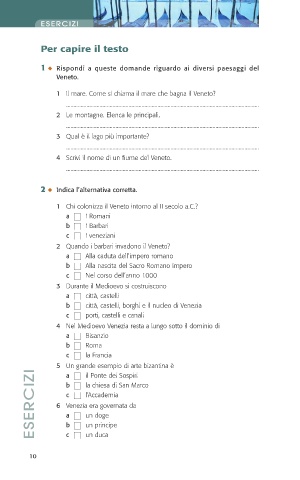 ESERCIZI
Per capire il testo
1 ◆ Rispondi a queste domande riguardo ai diversi paesaggi del
Veneto.
1 Il mare. Come si chiama il mare che bagna il Veneto?
2 Le montagne. Elenca le principali.
3 Qual è il lago più importante?
4 Scrivi il nome di un fiume del Veneto.
2 ◆ Indica l'alternativa corretta.
1 Chi colonizza il Veneto intorno al II secolo a.C.?
a I Romani
b I Barbari
c I veneziani
2 Quando i barbari invadono il Veneto?
a Alla caduta dell'impero romano
b Alla nascita del Sacro Romano Impero
c Nel corso dell'anno 1000
3 Durante il Medioevo si costruiscono
a città, castelli
b città, castelli, borghi e il nucleo di Venezia
c porti, castelli e canali
4 Nel Medioevo Venezia resta a lungo sotto il dominio di
a Bisanzio
b Roma
c la Francia
5 Un grande esempio di arte bizantina è
a il Ponte dei Sospiri
b la chiesa di San Marco
c l'Accademia
6 Venezia era governata da
a un doge
b un principe
c un duca
ESERCIZI
10